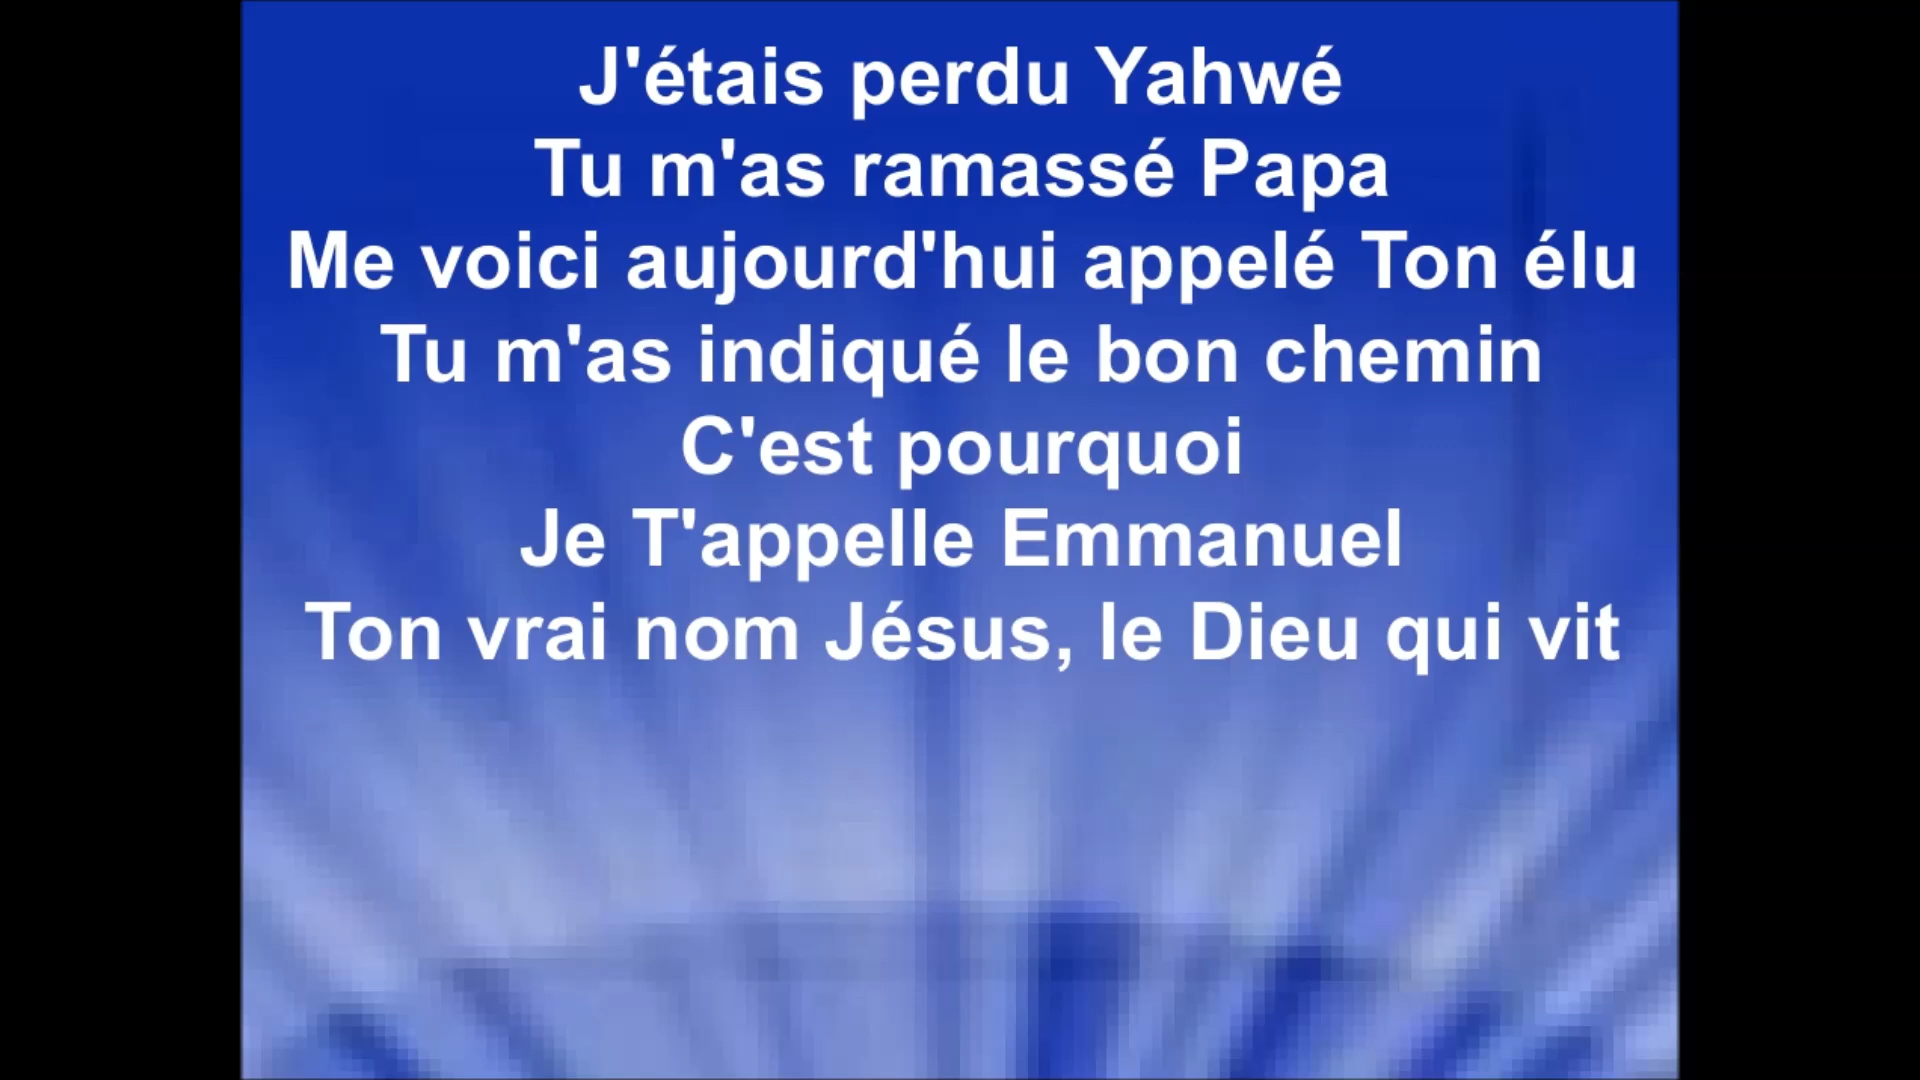 J'étais perdu Yahwé
Tu m'as ramassé Papa
Me voici aujourd'hui appelé Ton élu
Tu m'as indiqué le bon chemin
C'est pourquoi
Je T'appelle Emmanuel
Ton vrai nom Jésus, le Dieu qui vit